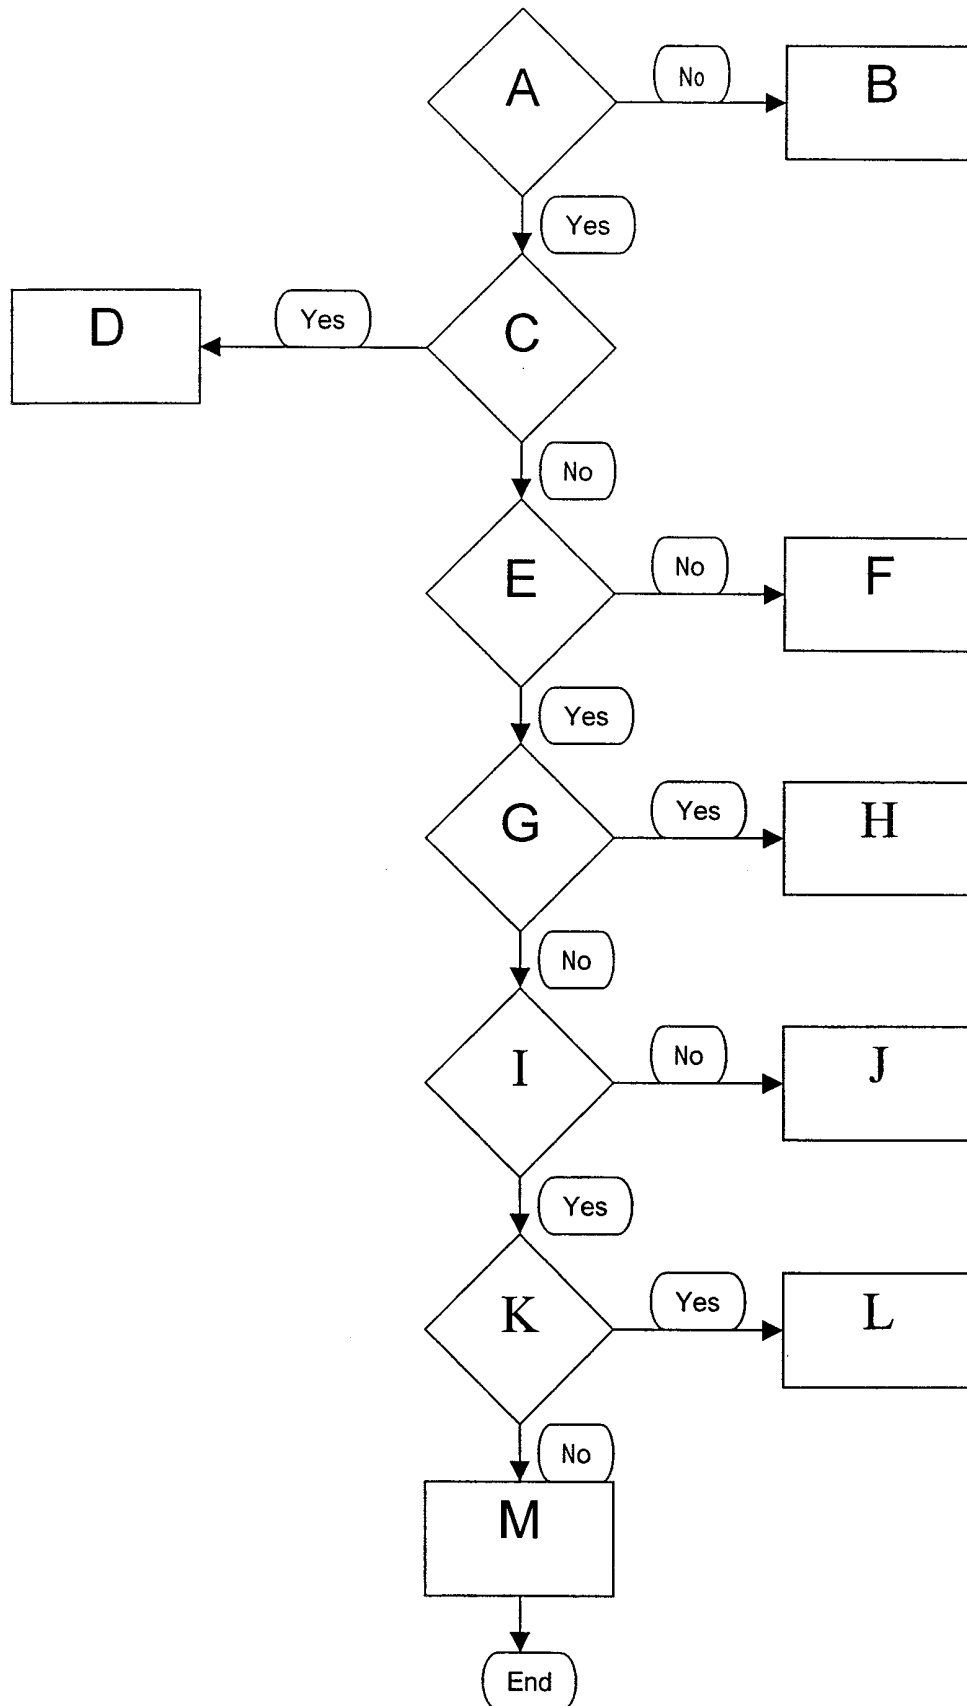 A
No
B
Yes
D
Yes
C
No
E
No
F
Yes
G
Yes
H
No
I
No
J
Yes
K
Yes
L
No
M
End